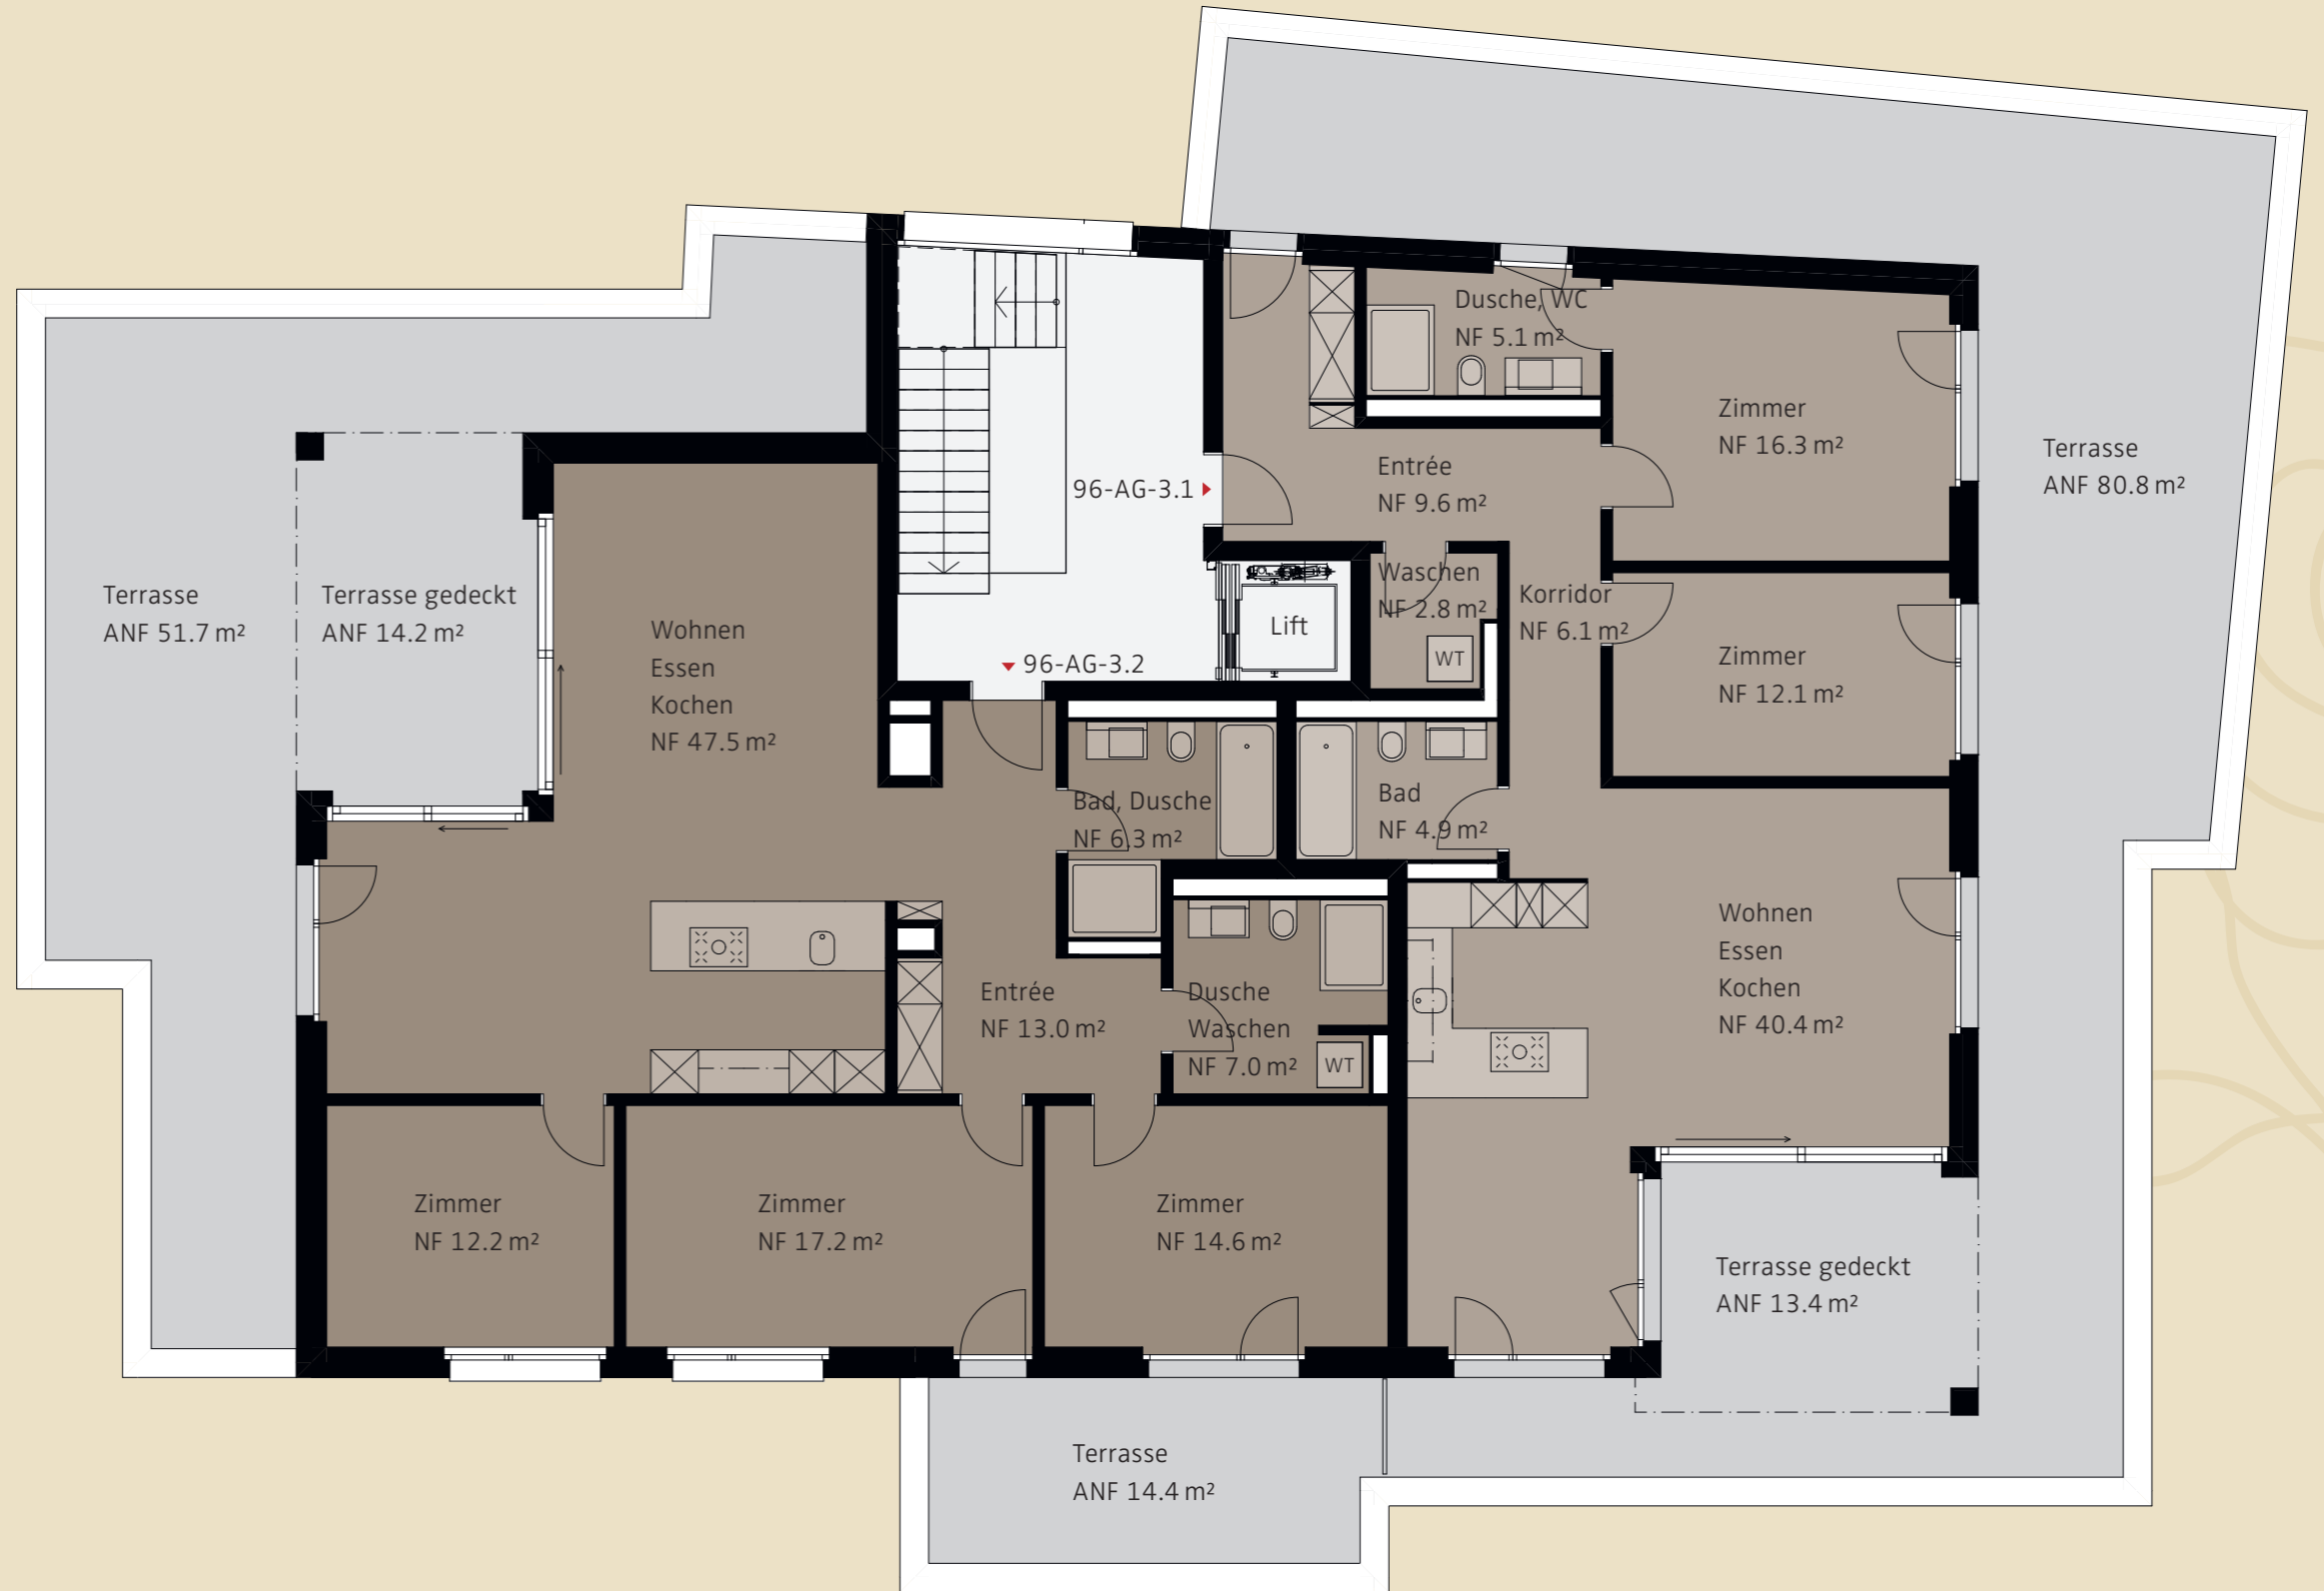 Dusche, WC
NF 5.1 m²
Zimmer
NF 16.3 m²
Terrasse
ANF 80.8 m²
Entrée
NF 9.6 m²
96-AG-3.1
Waschen
NF 2.8 m²
Korridor
NF 6.1 m²
Lift
WT
Zimmer
NF 12.1 m²
96-AG-3.2
Terrasse
ANF 51.7 m²
Terrasse gedeckt
ANF 14.2 m²
Wohnen
Essen
Kochen
NF 47.5 m²
Bad, Dusche
NF 6.3 m²
Bad
NF 4.9 m²
Wohnen
Essen
Kochen
NF 40.4 m²
Entrée
NF 13.0 m²
Dusche
Waschen
NF 7.0 m²
WT
Zimmer
NF 12.2 m²
Zimmer
NF 17.2 m²
Zimmer
NF 14.6 m²
Terrasse gedeckt
ANF 13.4 m²
Terrasse
ANF 14.4 m²